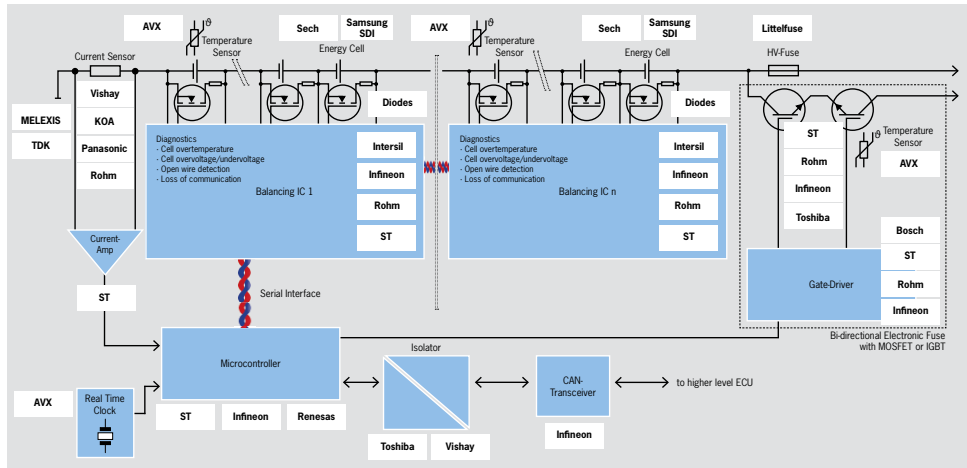 AVX
ϑ
Temperature
Sensor
Sech
Samsung
SDI
Energy Cell
AVX
ϑ
Temperature
Sensor
Sech
Samsung
SDI
Energy Cell
Littelfuse
HV-Fuse
Current Sensor
MELEXIS
TDK
Vishay
KOA
Panasonic
Rohm
Diodes
Diagnostics
- Cell overtemperature
- Cell overvoltage/undervoltage
- Open wire detection
- Loss of communication
Balancing IC 1
Intersil
Infineon
Rohm
ST
Diodes
Diagnostics
- Cell overtemperature
- Cell overvoltage/undervoltage
- Open wire detection
- Loss of communication
Balancing IC n
Intersil
Infineon
Rohm
ST
ST
Rohm
Infineon
Toshiba
ϑ
Temperature
Sensor
AVX
Current-
Amp
ST
Serial Interface
Gate-Driver
Bosch
ST
Rohm
Infineon
Bi-directional Electronic Fuse
with MOSFET or IGBT
Microcontroller
ST
Infineon
Renesas
AVX
Real Time
Clock
Isolator
Toshiba
Vishay
CAN-
Transceiver
Infineon
to higher level ECU